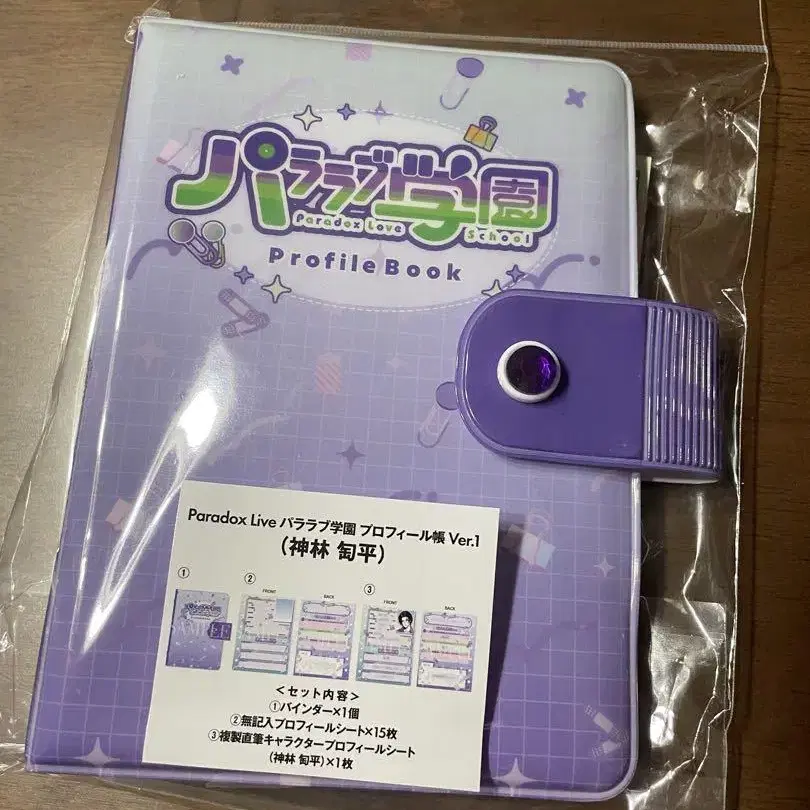 パララブ学園
Paradox Love School
Profile Book
Paradox Live パララブ学園 プロフィール帳 Ver.1
(神林 匋平)
① ② ③
FRONT BACK FRONT BACK
＜セット内容＞
①バインダー×1個
②無記入プロフィールシート×15枚
③複製直筆キャラクタープロフィールシート
(神林 匋平)×1枚